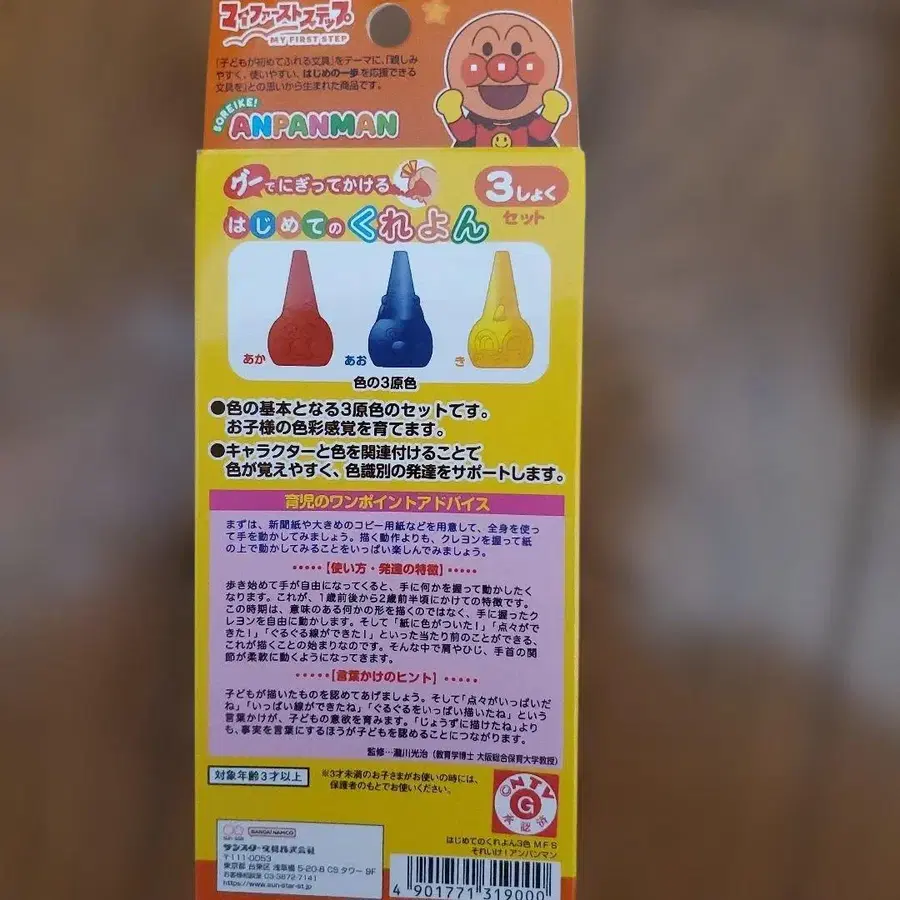 マイファーストステップ
MY FIRST STEP
「子どもが初めてふれる文具」をテーマに、「親しみ
やすく、使いやすい、はじめの一歩を応援できる
文具を」との思いから生まれた商品です。
SOREIKE!
ANPANMAN
グーでにぎってかける
3しょく
セット
はじめてのくれよん
あか
あお
き
色の3原色
●色の基本となる3原色のセットです。
お子様の色彩感覚を育てます。
●キャラクターと色を関連付けることで
色が覚えやすく、色識別の発達をサポートします。
育児のワンポイントアドバイス
まずは、新聞紙や大きめのコピー用紙などを用意して、全身を使っ
て手を動かしてみましょう。描く動作よりも、クレヨンを握って紙
の上で動かしてみることをいっぱい楽しんでみましょう。
•••••【使い方・発達の特徴】•••••
歩き始めて手が自由になってくると、手に何かを握って動かしたく
なります。これが、1歳前後から2歳前半頃にかけての特徴です。
この時期は、意味のある何かの形を描くのではなく、手に握ったク
レヨンを自由に動かします。そして「紙に色がついた!」「点々がで
きた!」「ぐるぐる線ができた!」といった当たり前のことができる、
これが描くことの始まりなのです。そんな中で肩やひじ、手首の関
節が柔軟に動くようになってきます。
•••••【言葉かけのヒント】•••••
子どもが描いたものを認めてあげましょう。そして「点々がいっぱいだ
ね」「いっぱい線ができたね」「ぐるぐるをいっぱい描いたね」という
言葉かけが、子どもの意欲を育みます。「じょうずに描けたね」より
も、事実を言葉にするほうが子どもを認めることにつながります。
監修…瀧川光治(教育学博士 大阪総合保育大学教授)
対象年齢3才以上
※3才未満のお子さまがお使いの時には、
保護者のもとでお使いください。
CNTV
G
承認済
BANDAI NAMCO
サンスター文具株式会社
〒111-0053
東京都 台東区 浅草橋 5-20-8 CS タワー 9F
お客様相談室 03-5872-7141
https://www.sun-star-st.jp
はじめてのくれよん3色 MFS
それいけ!アンパンマン
4 901771 319000